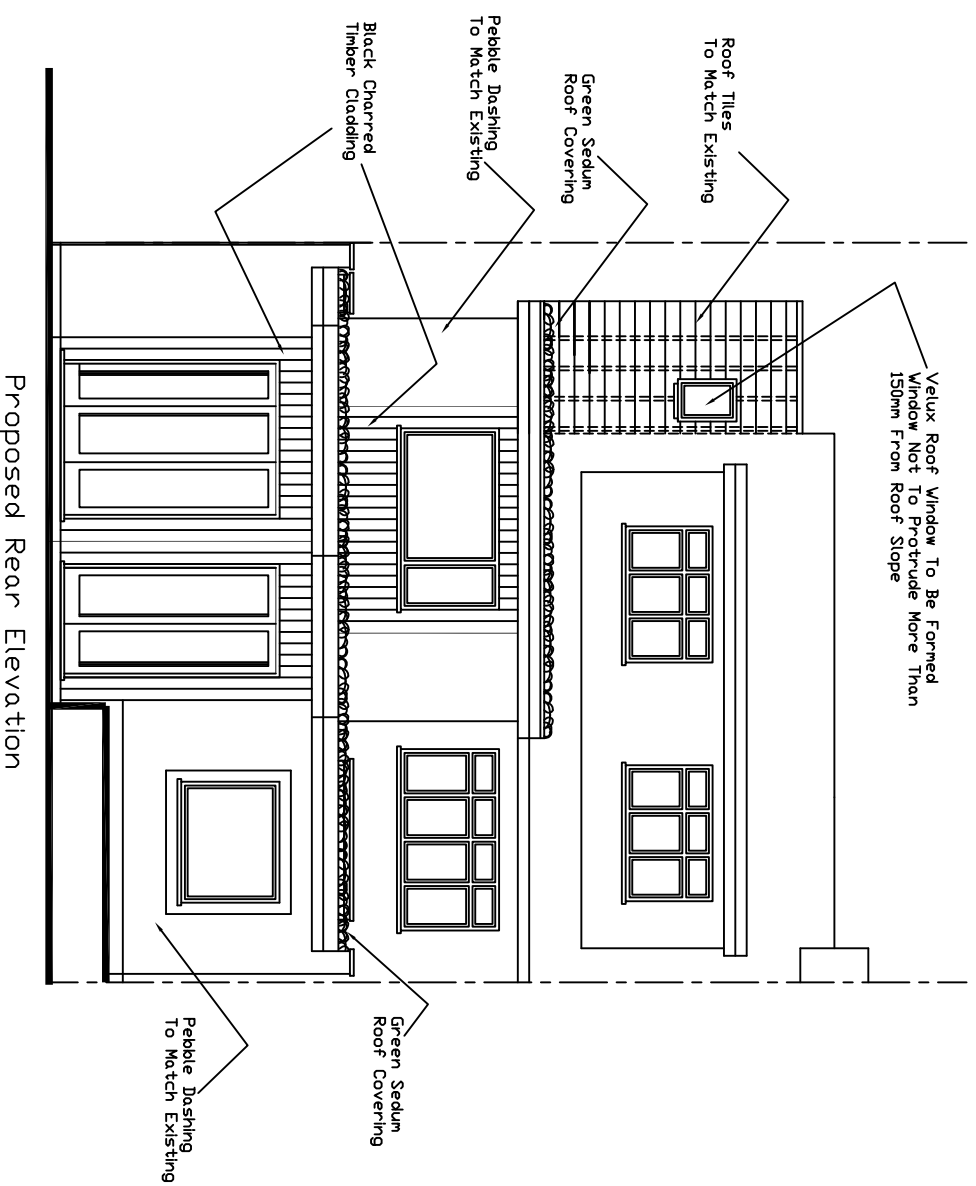 Velux Roof Window To Be Formed
Window Not To Protrude More Than
150mm From Roof Slope
Roof Tiles
To Match Existing
Green Sedum
Roof Covering
Pebble Dashing
To Match Existing
Black Charred
Timber Cladding
Green Sedum
Roof Covering
Pebble Dashing
To Match Existing
Proposed Rear Elevation